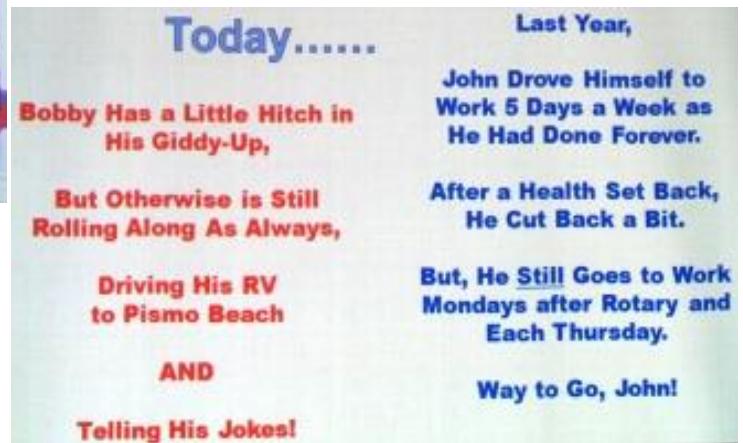 Today......
Bobby Has a Little Hitch in
His Giddy-Up,
But Otherwise is Still
Rolling Along As Always,
Driving His RV
to Pismo Beach
AND
Telling His Jokes!
Last Year,
John Drove Himself to
Work 5 Days a Week as
He Had Done Forever.
After a Health Set Back,
He Cut Back a Bit.
But, He Still Goes to Work
Mondays after Rotary and
Each Thursday.
Way to Go, John!